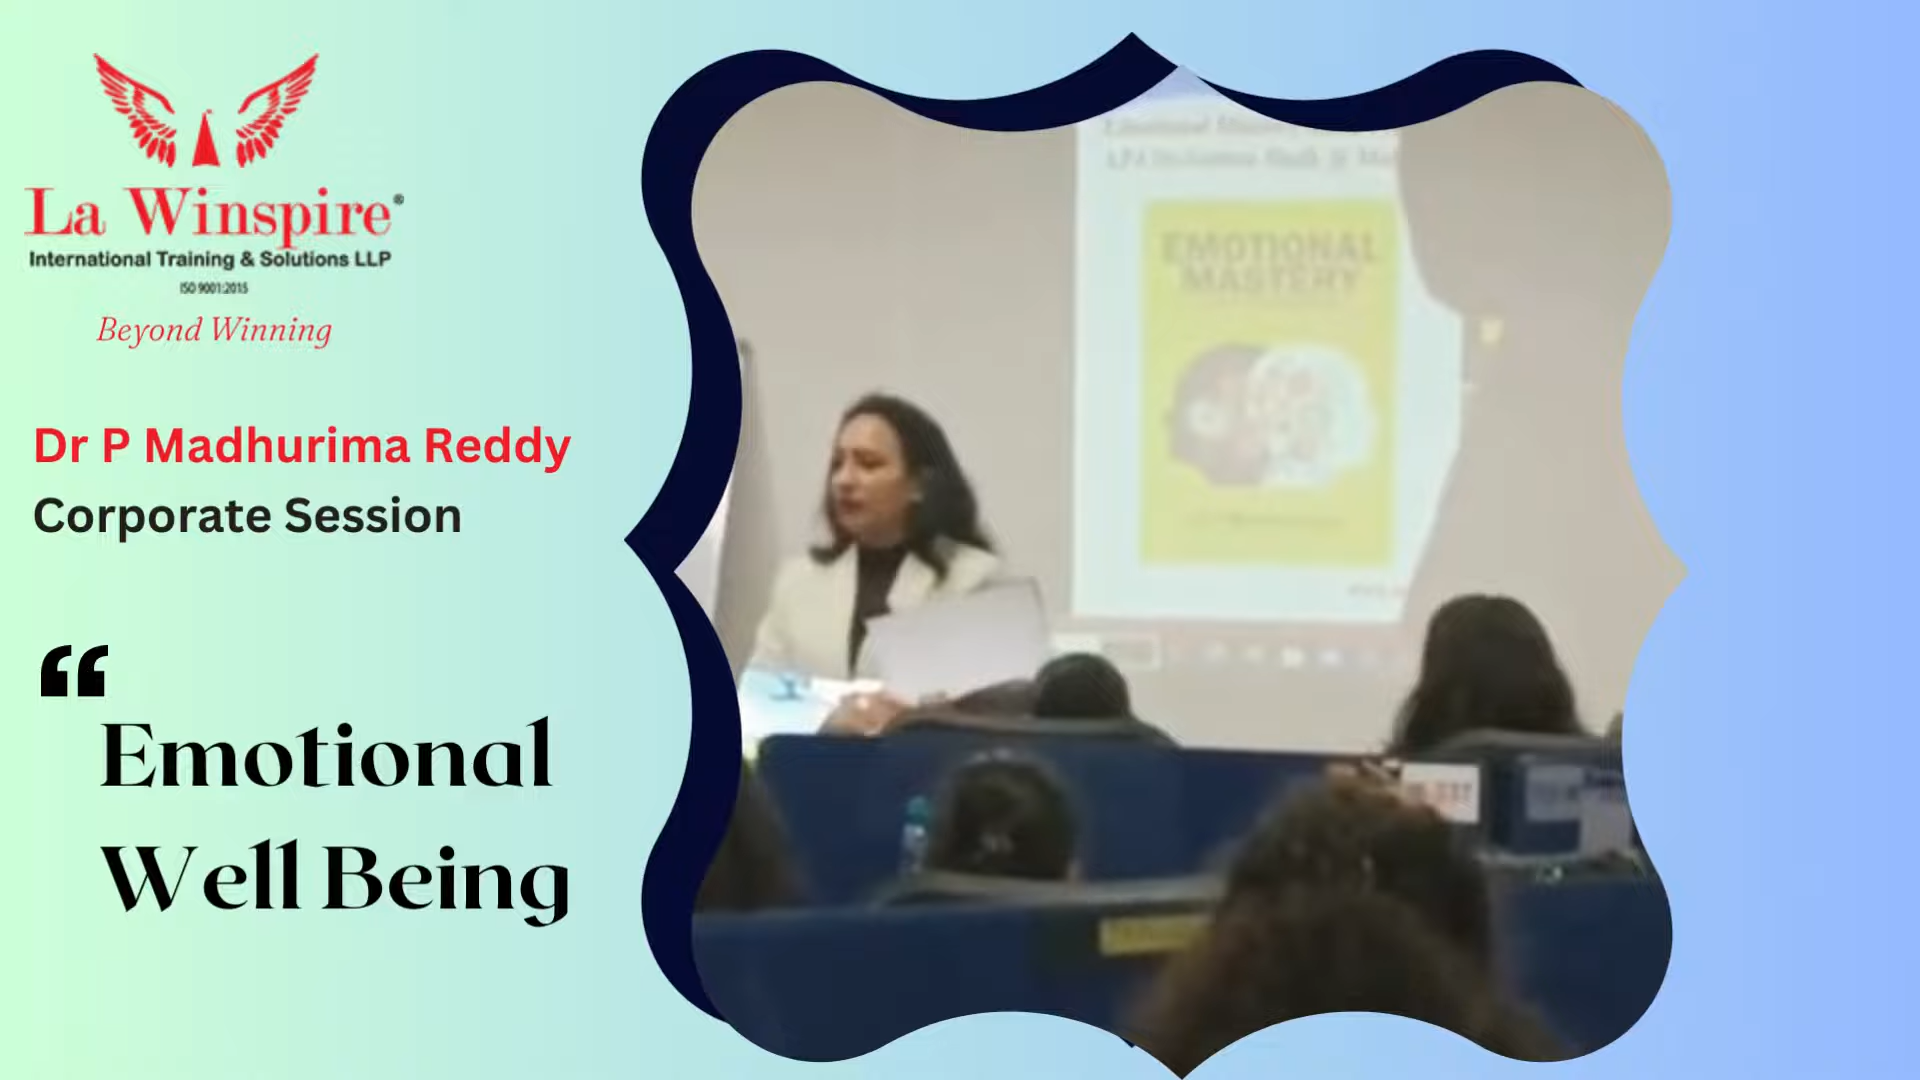 La Winspire®
International Training & Solutions LLP
ISO 9001:2015
Beyond Winning
Dr P Madhurima Reddy
Corporate Session
“
Emotional
Well Being
EMOTIONAL
MASTERY